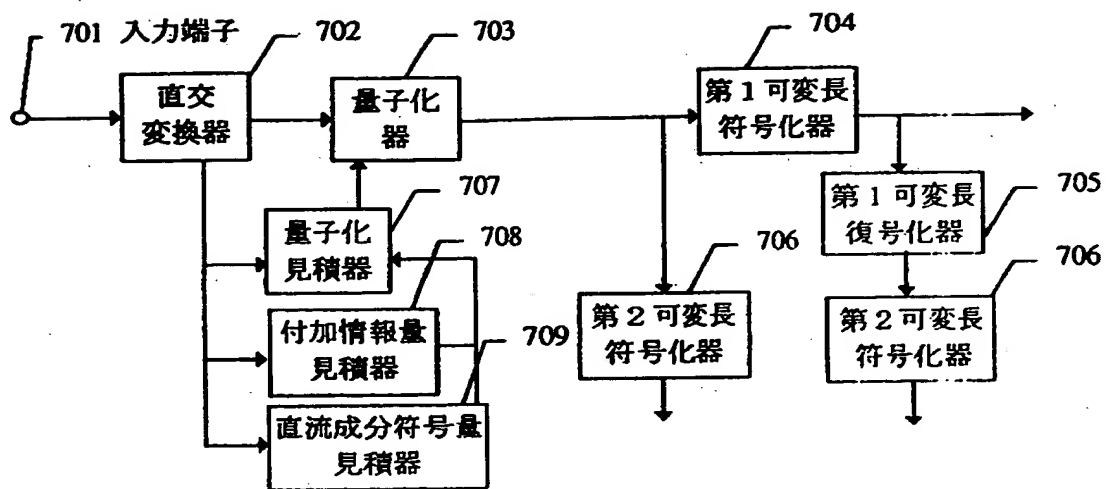 701 入力端子
702
703
704
直交
変換器
量子化
器
第1可変長
符号化器
707
第1可変長
復号化器
705
量子化
見積器
708
706
706
付加情報量
見積器
709
第2可変長
符号化器
第2可変長
符号化器
直流成分符号量
見積器